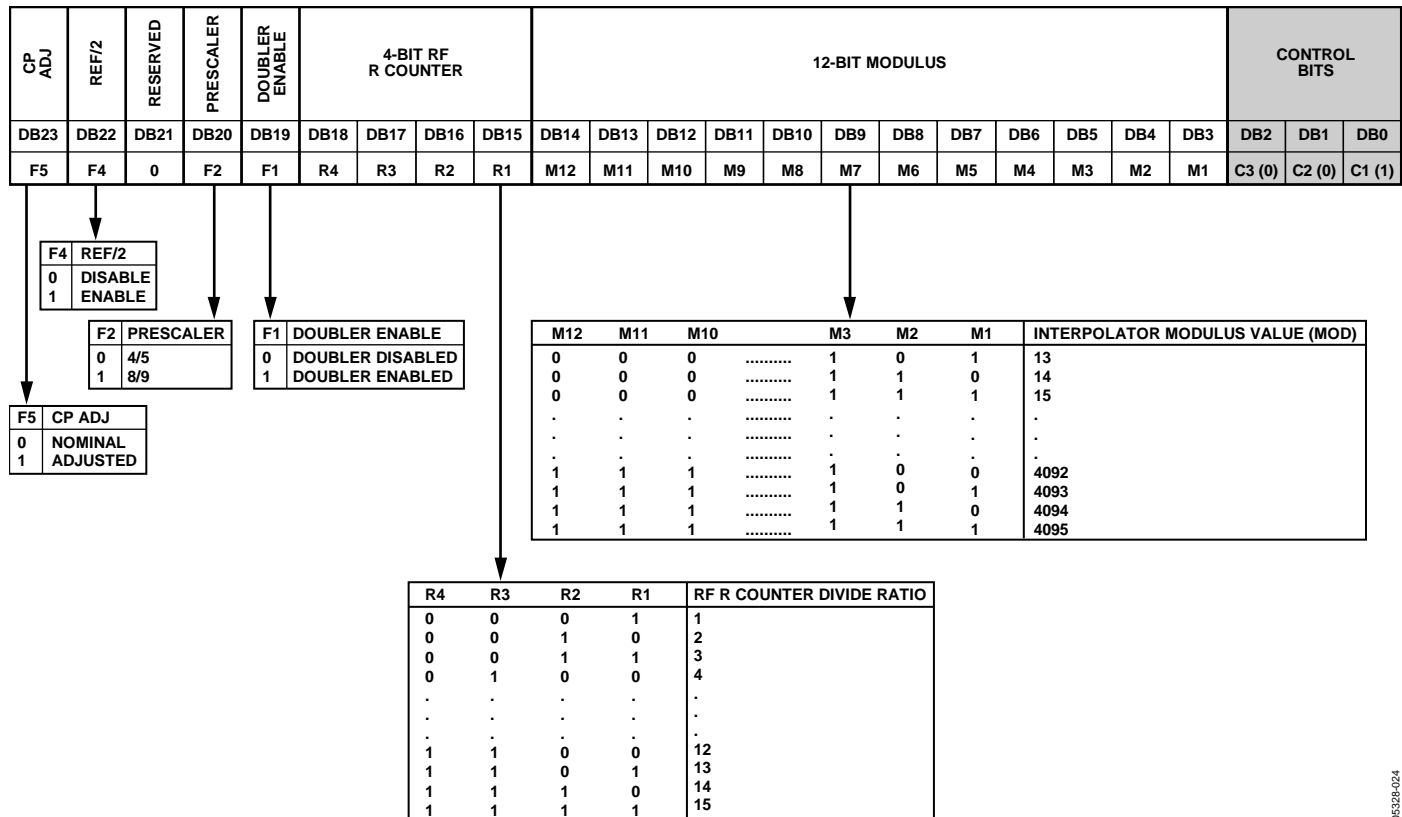 CP ADJ REF/2 RESERVED PRESCALER DOUBLER ENABLE 4-BIT RF R COUNTER 12-BIT MODULUS CONTROL BITS
DB23 DB22 DB21 DB20 DB19 DB18 DB17 DB16 DB15 DB14 DB13 DB12 DB11 DB10 DB9 DB8 DB7 DB6 DB5 DB4 DB3 DB2 DB1 DB0
F5 F4 0 F2 F1 R4 R3 R2 R1 M12 M11 M10 M9 M8 M7 M6 M5 M4 M3 M2 M1 C3 (0) C2 (0) C1 (1)
F4 REF/2
0 DISABLE
1 ENABLE
F2 PRESCALER
0 4/5
1 8/9
F1 DOUBLER ENABLE
0 DOUBLER DISABLED
1 DOUBLER ENABLED
F5 CP ADJ
0 NOMINAL
1 ADJUSTED
M12 M11 M10 M3 M2 M1 INTERPOLATOR MODULUS VALUE (MOD)
0 0 0 .......... 1 0 1 13
0 0 0 .......... 1 1 0 14
0 0 0 .......... 1 1 1 15
. . . .......... . . . .
. . . .......... . . . .
. . . .......... . . . .
1 1 1 .......... 1 0 0 4092
1 1 1 .......... 1 0 1 4093
1 1 1 .......... 1 1 0 4094
1 1 1 .......... 1 1 1 4095
R4 R3 R2 R1 RF R COUNTER DIVIDE RATIO
0 0 0 1 1
0 0 1 0 2
0 0 1 1 3
0 1 0 0 4
. . . . .
. . . . .
. . . . .
1 1 0 0 12
1 1 0 1 13
1 1 1 0 14
1 1 1 1 15
05328-024